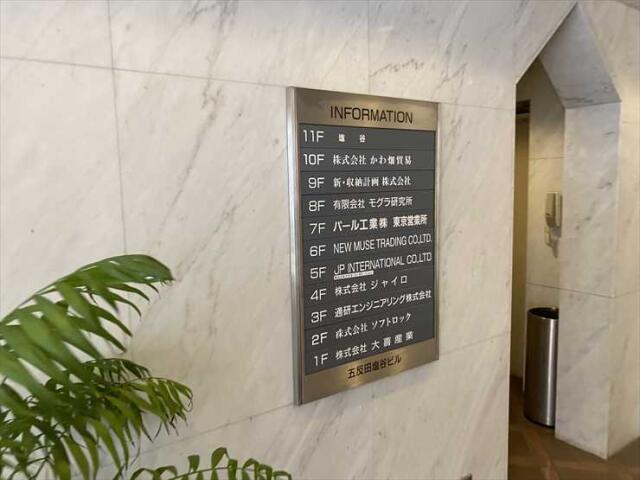 INFORMATION
11F 塩谷
10F 株式会社 かわ畑貿易
9F 新・収納計画 株式会社
8F 有限会社 モグラ研究所
7F パール工業株 東京営業所
6F NEW MUSE TRADING CO.,LTD.
5F JP INTERNATIONAL CO.,LTD
4F 株式会社 ジャイロ
3F 通研エンジニアリング株式会社
2F 株式会社 ソフトロック
1F 株式会社 大壽産業
五反田塩谷ビル